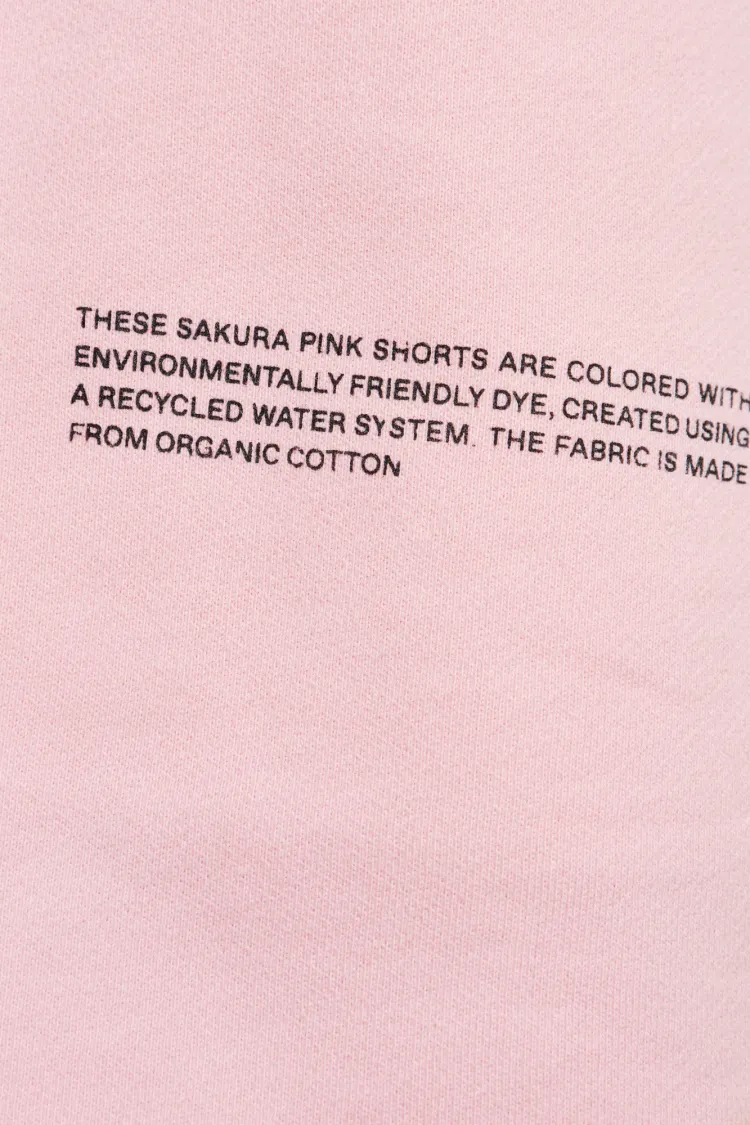 THESE SAKURA PINK SHORTS ARE COLORED WITH
ENVIRONMENTALLY FRIENDLY DYE, CREATED USING
A RECYCLED WATER SYSTEM. THE FABRIC IS MADE
FROM ORGANIC COTTON